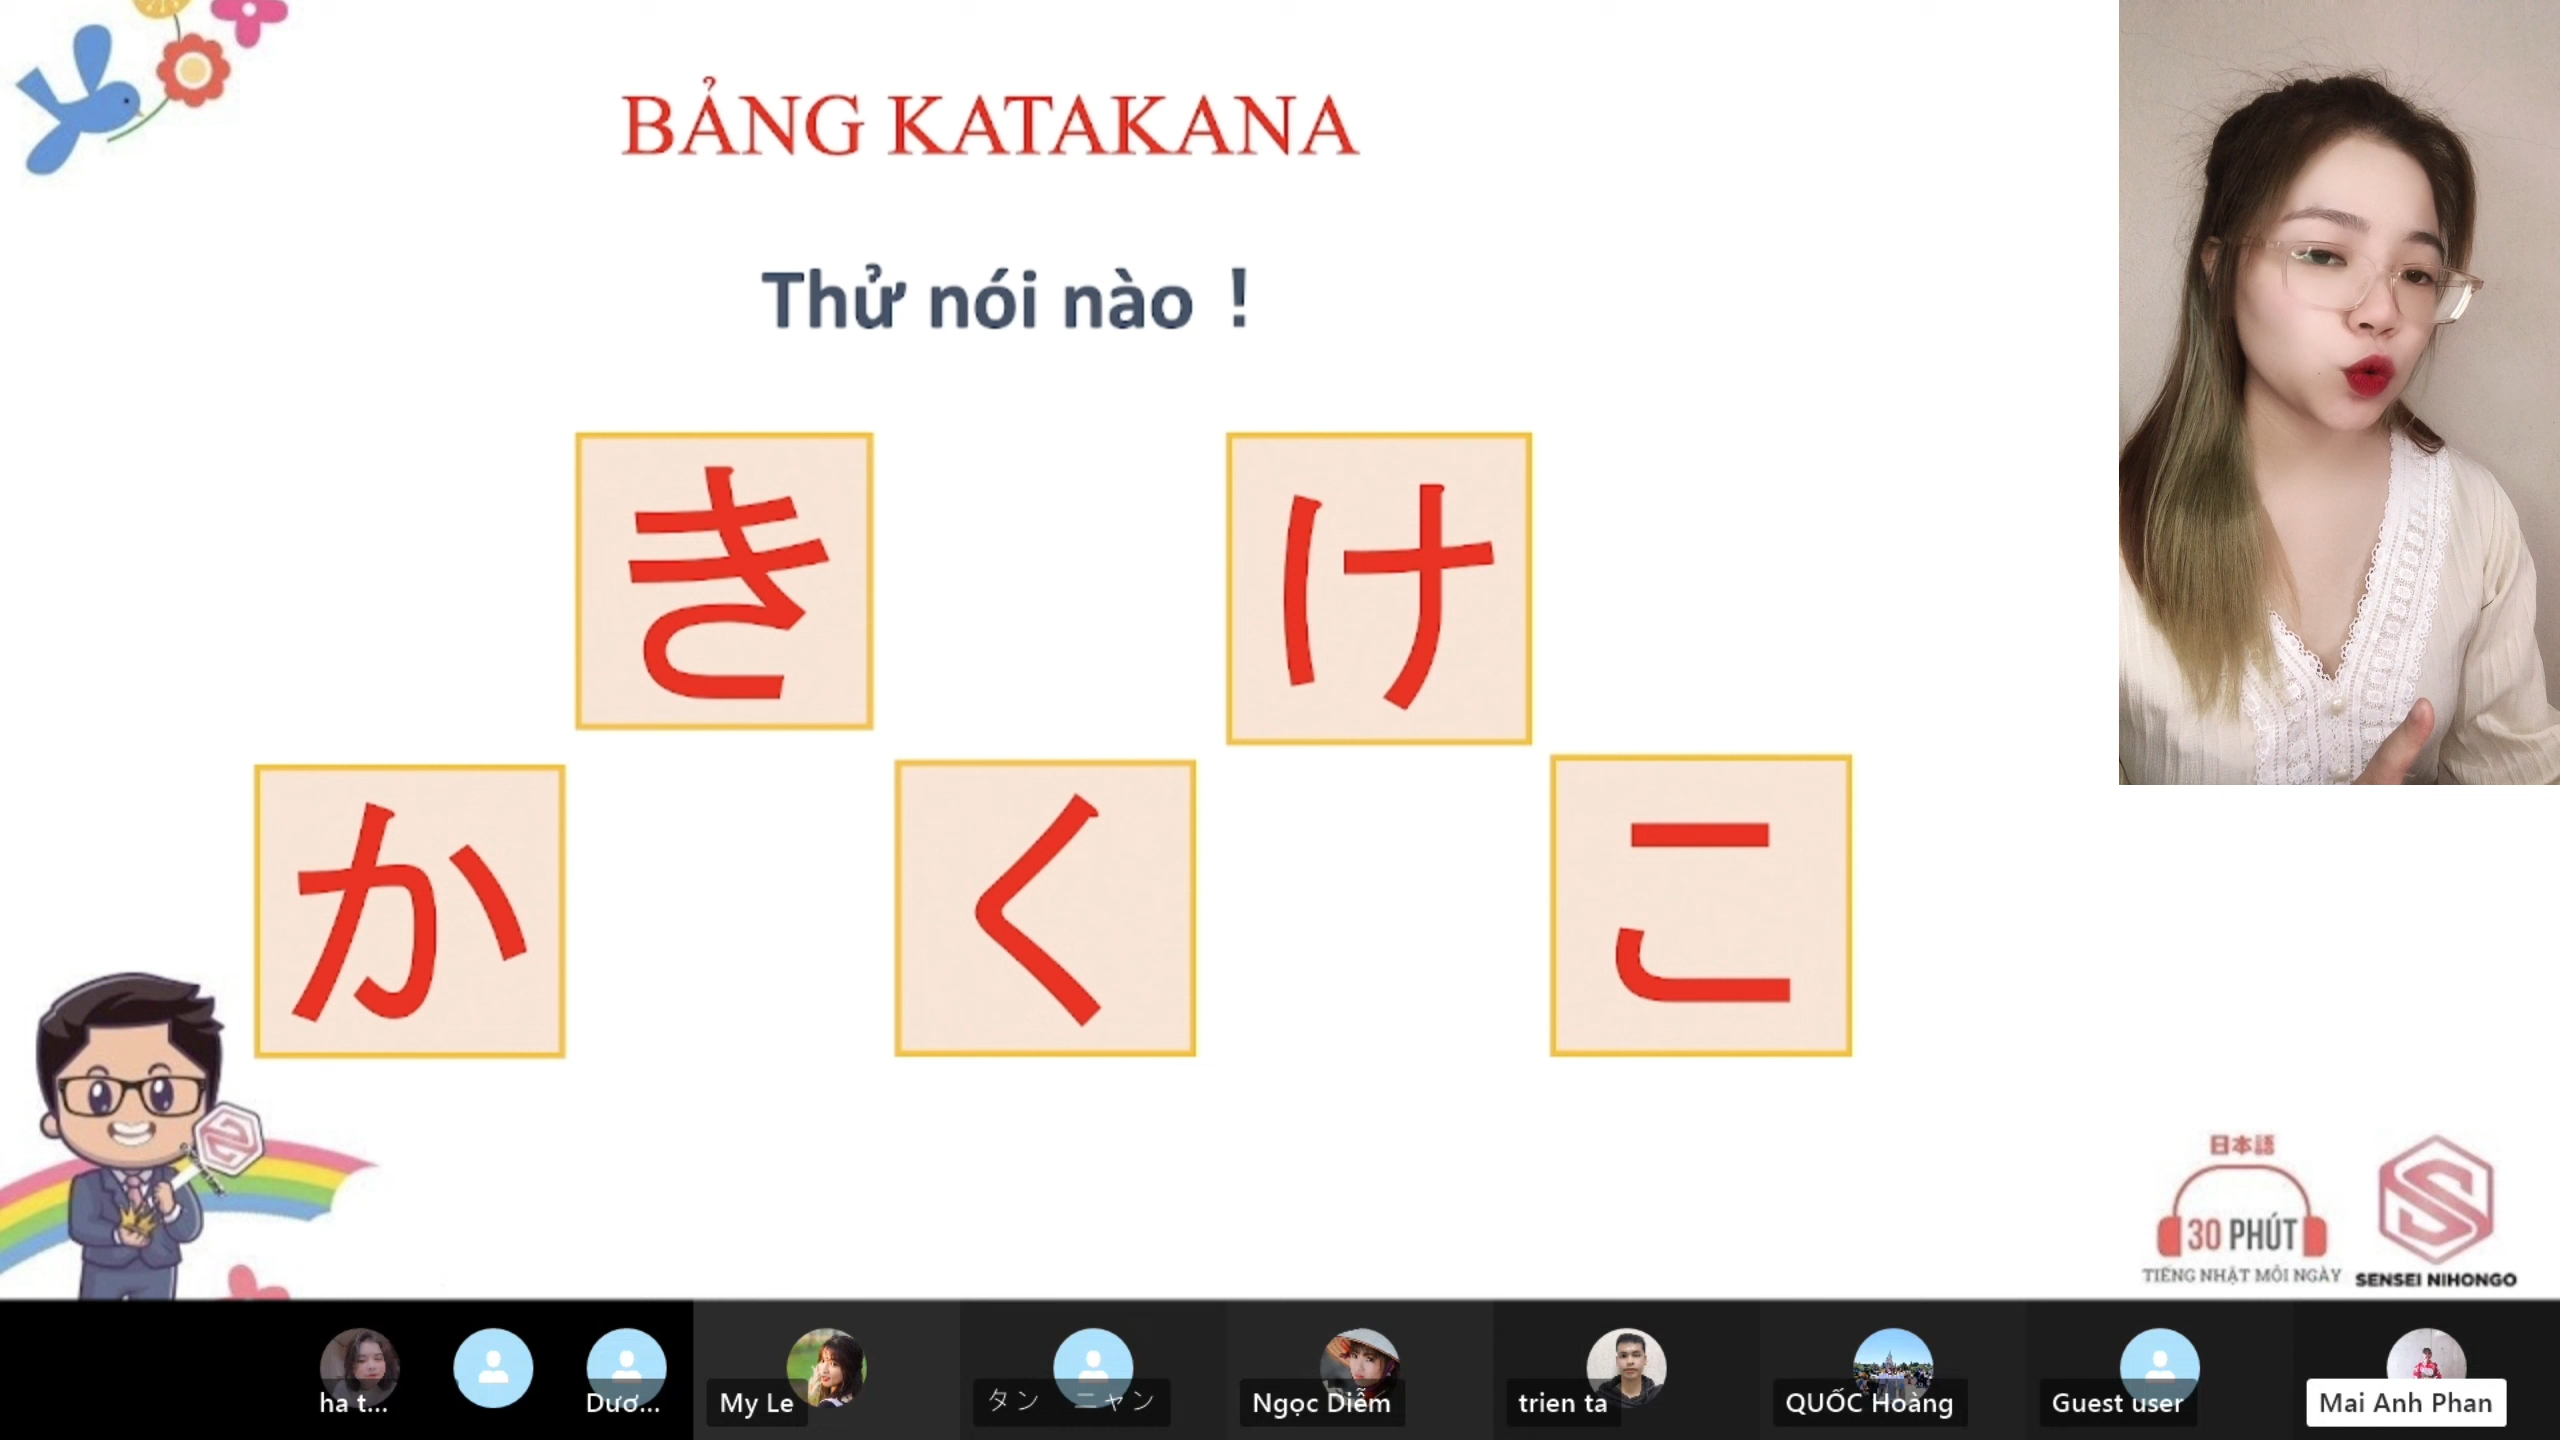 BẢNG KATAKANA
Thử nói nào !
き け
か く こ
日本語
30 PHÚT
TIẾNG NHẬT MỖI NGÀY
SENSEI NIHONGO
ha t...
Dươ...
My Le
タン ニャン
Ngọc Diễm
trien ta
QUỐC Hoàng
Guest user
Mai Anh Phan